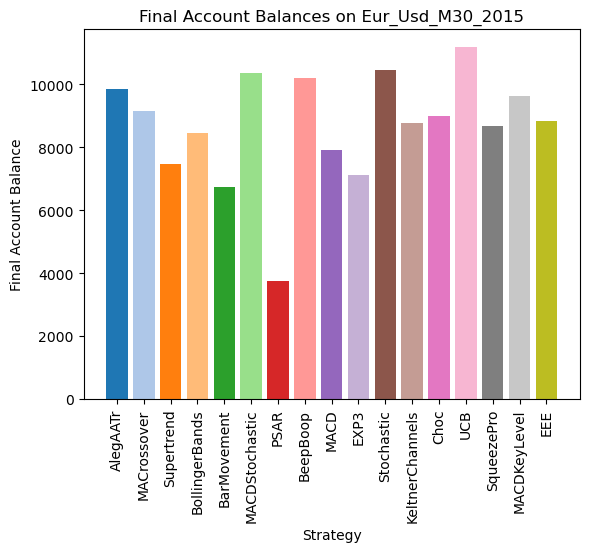 Final Account Balances on Eur_Usd_M30_2015
Final Account Balance
10000
8000
6000
4000
2000
0
AlegAATr
MACrossover
Supertrend
BollingerBands
BarMovement
MACDStochastic
PSAR
BeepBoop
MACD
EXP3
Stochastic
KeltnerChannels
Choc
UCB
SqueezePro
MACDKeyLevel
EEE
Strategy